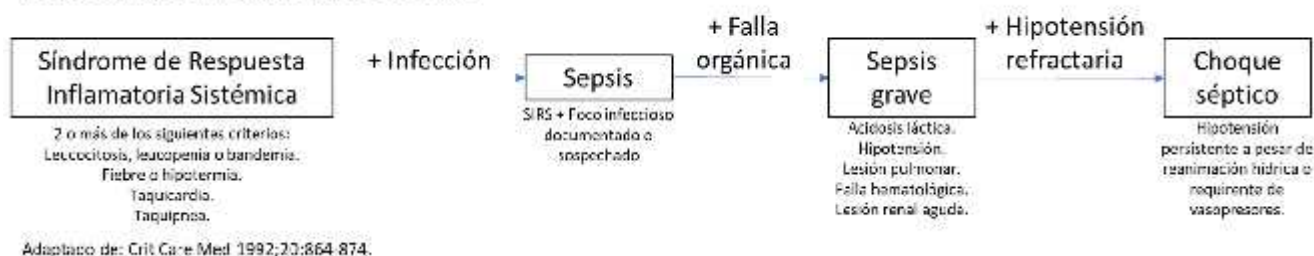 Síndrome de Respuesta
Inflamatoria Sistémica
2 o más de los siguientes criterios:
Leucocitosis, leucopenia o bandemia.
Fiebre o hipotermia.
Taquicardia.
Taquipnea.
+ Infección
Sepsis
SIRS + Foco infeccioso
documentado o
sospechado
+ Falla
orgánica
Sepsis
grave
Acidosis láctica.
Hipotensión.
Lesión pulmonar.
Falla hematológica.
Lesión renal aguda.
+ Hipotensión
refractaria
Choque
séptico
Hipotensión
persistente a pesar de
reanimación hídrica o
requirente de
vasopresores.
Adaptado de: Crit Care Med 1992;20:864-874.